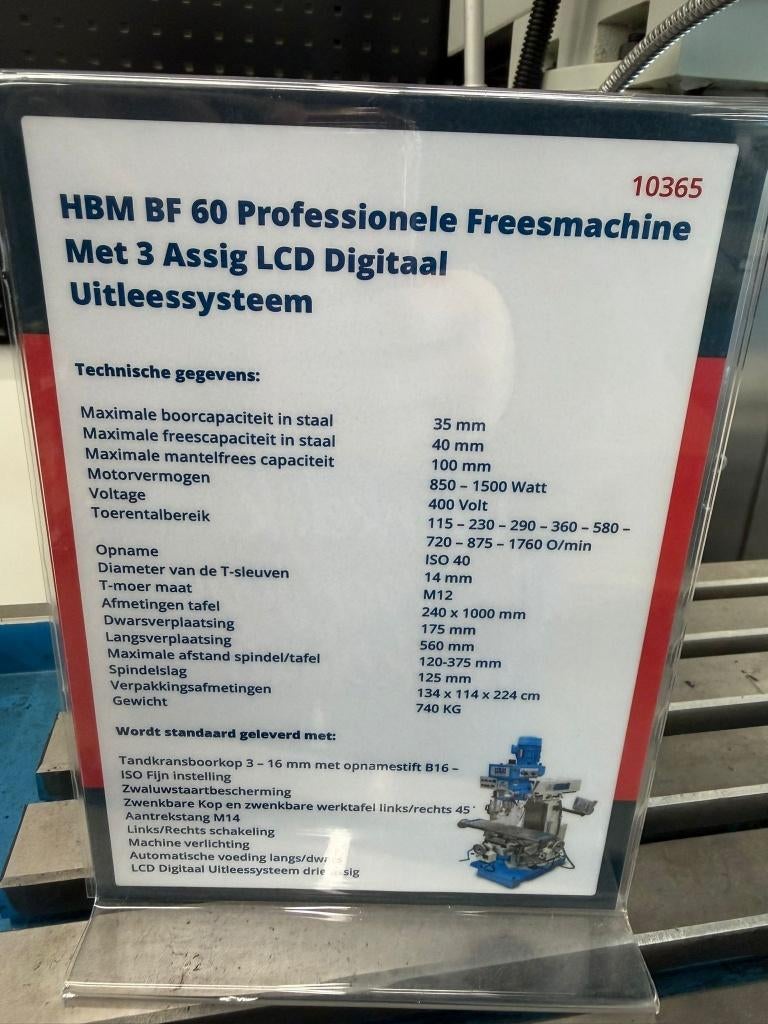 10365
HBM BF 60 Professionele Freesmachine
Met 3 Assig LCD Digitaal
Uitleessysteem
Technische gegevens:
Maximale boorcapaciteit in staal 35 mm
Maximale freescapaciteit in staal 40 mm
Maximale mantelfrees capaciteit 100 mm
Motorvermogen 850 – 1500 Watt
Voltage 400 Volt
Toerentalbereik 115 – 230 – 290 – 360 – 580 –
720 – 875 – 1760 O/min
Opname ISO 40
Diameter van de T-sleuven 14 mm
T-moer maat M12
Afmetingen tafel 240 x 1000 mm
Dwarsverplaatsing 175 mm
Langsverplaatsing 560 mm
Maximale afstand spindel/tafel 120-375 mm
Spindelslag 125 mm
Verpakkingsafmetingen 134 x 114 x 224 cm
Gewicht 740 KG
Wordt standaard geleverd met:
Tandkransboorkop 3 – 16 mm met opnamestift B16 –
ISO Fijn instelling
Zwaluwstaartbescherming
Zwenkbare Kop en zwenkbare werktafel links/rechts 45°
Aantrekstang M14
Links/Rechts schakeling
Machine verlichting
Automatische voeding langs/dwars
LCD Digitaal Uitleessysteem drie assig